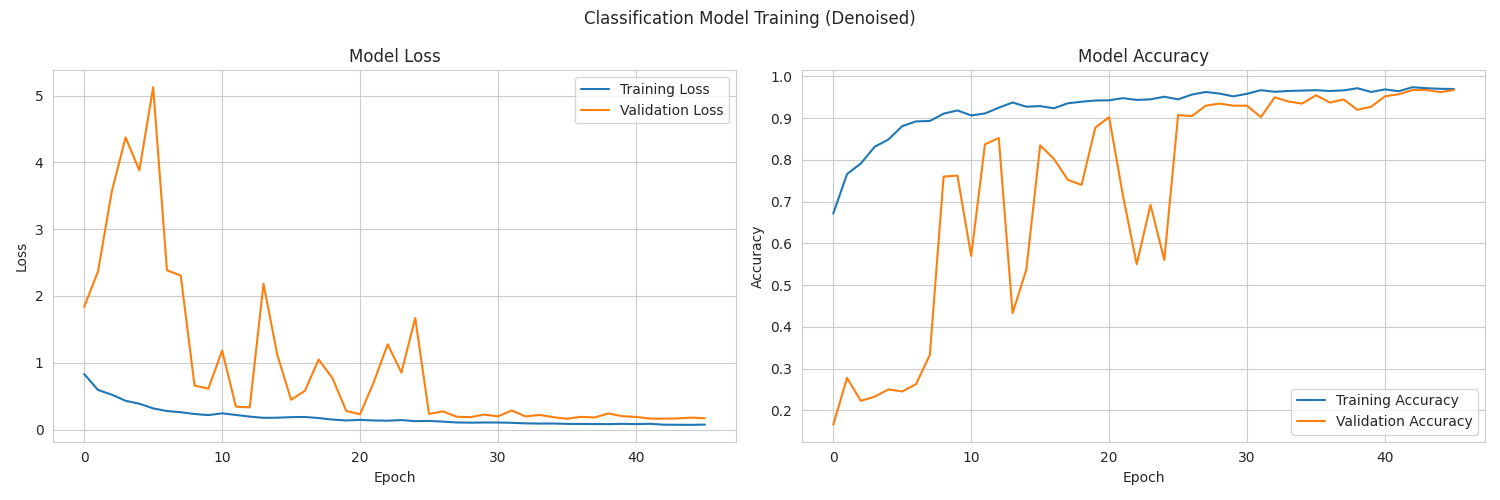 Classification Model Training (Denoised)
Model Loss
Training Loss
Validation Loss
5
4
3
2
1
0
Loss
0
10
20
30
40
Epoch
Model Accuracy
1.0
0.9
0.8
0.7
0.6
0.5
0.4
0.3
0.2
Accuracy
Training Accuracy
Validation Accuracy
0
10
20
30
40
Epoch